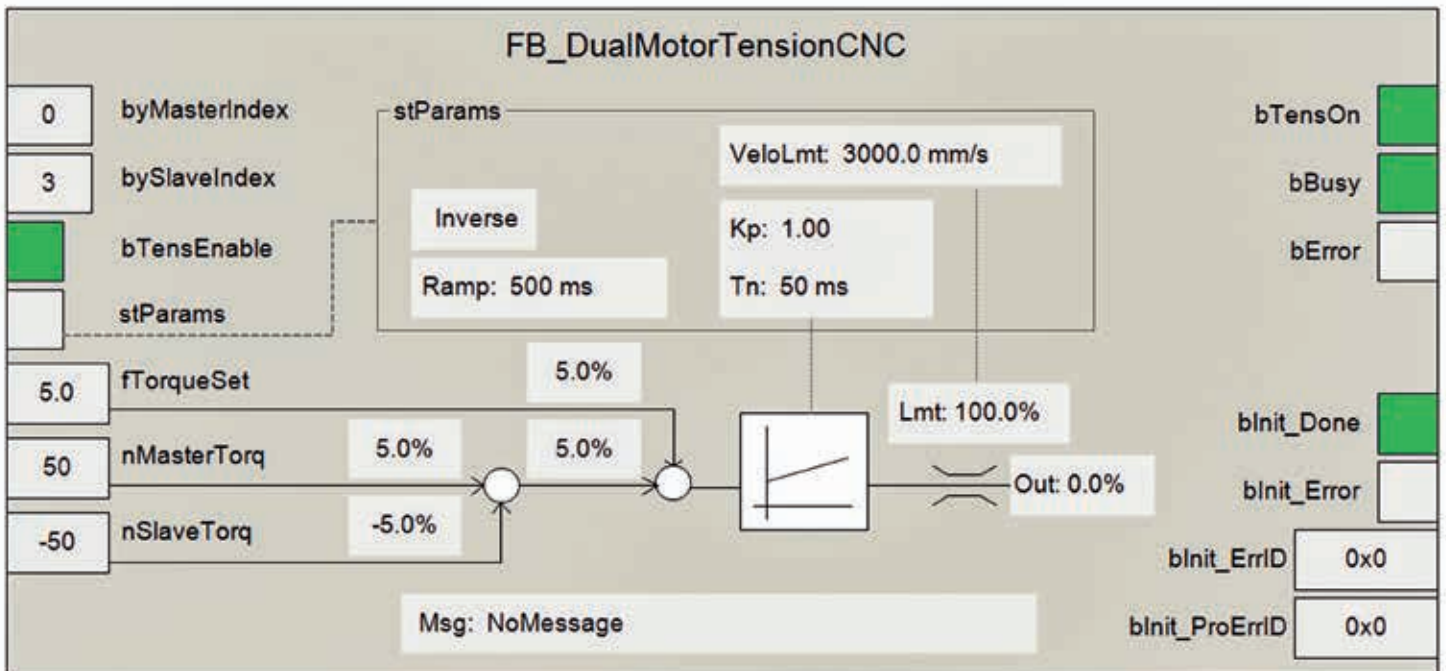 FB_DualMotorTensionCNC
0 byMasterIndex
3 bySlaveIndex
bTensEnable
stParams
stParams
VeloLmt: 3000.0 mm/s
Inverse
Kp: 1.00
Ramp: 500 ms
Tn: 50 ms
5.0 fTorqueSet
5.0%
50 nMasterTorq
5.0%
5.0%
-50 nSlaveTorq
-5.0%
Lmt: 100.0%
Out: 0.0%
Msg: NoMessage
bTensOn
bBusy
bError
bInit_Done
bInit_Error
bInit_ErrID 0x0
bInit_ProErrID 0x0